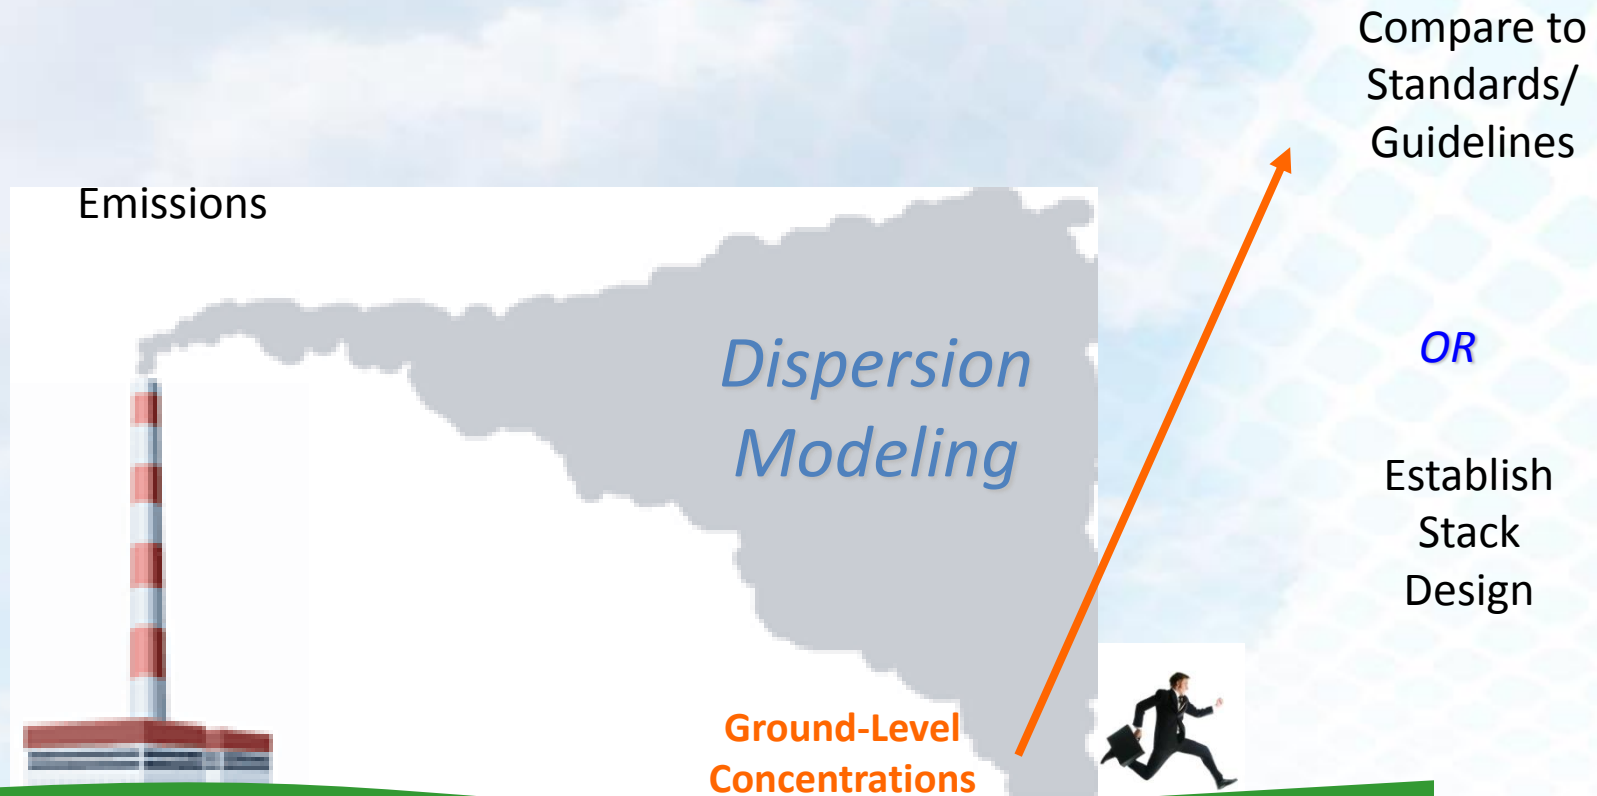 Emissions
Dispersion
Modeling
Ground-Level
Concentrations
Compare to
Standards/
Guidelines
OR
Establish
Stack
Design